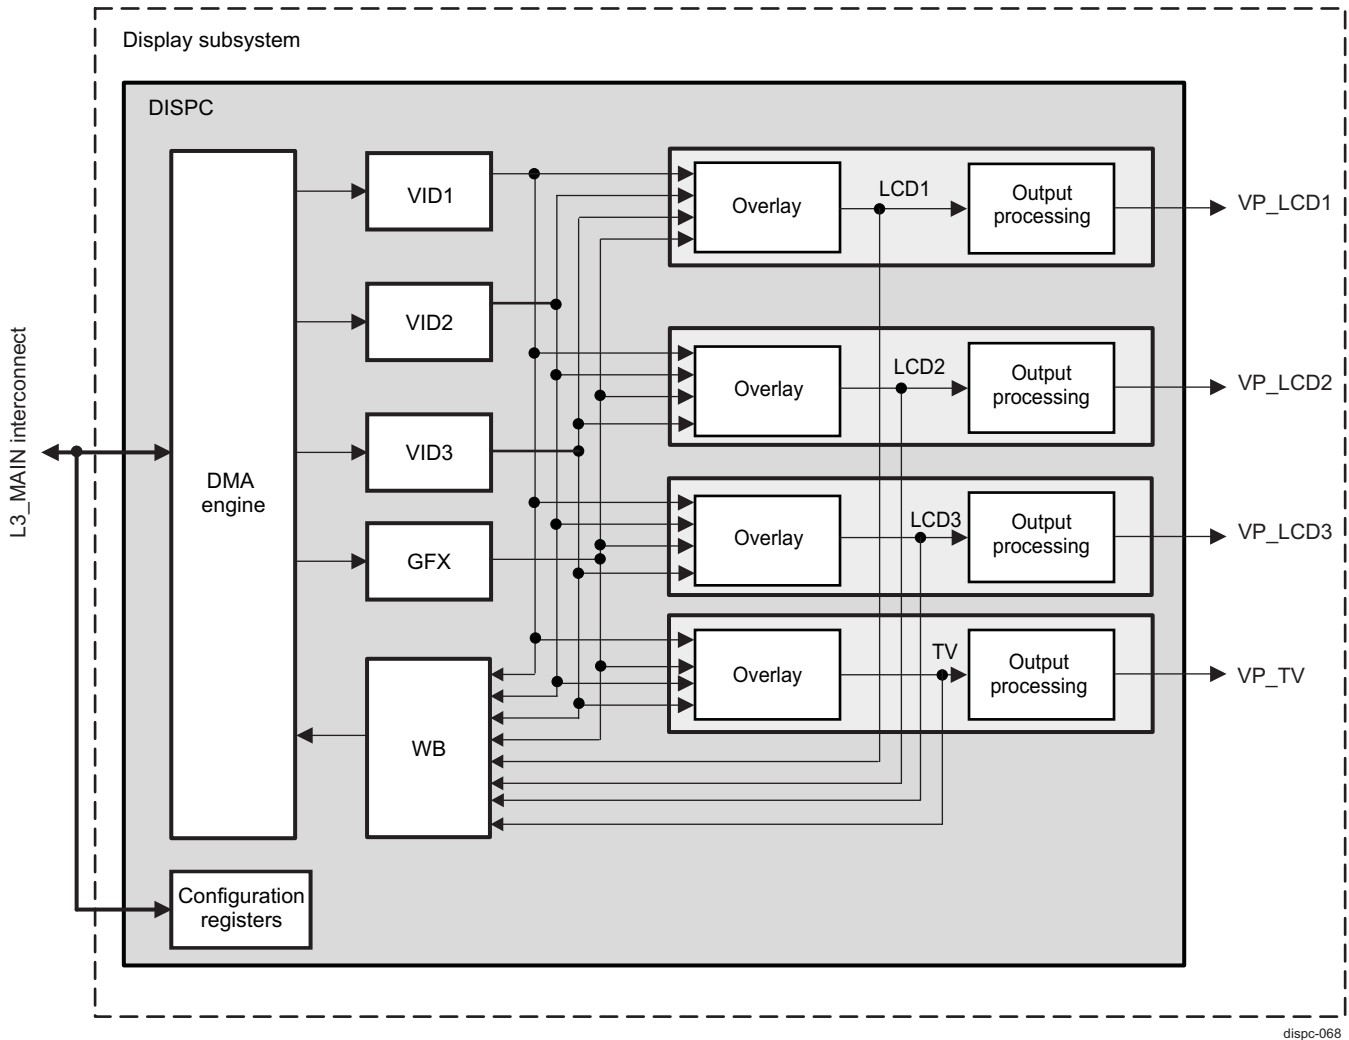 Display subsystem
DISPC
L3_MAIN interconnect
DMA
engine
VID1
VID2
VID3
GFX
WB
Configuration
registers
Overlay
LCD1
Output
processing
VP_LCD1
Overlay
LCD2
Output
processing
VP_LCD2
Overlay
LCD3
Output
processing
VP_LCD3
Overlay
TV
Output
processing
VP_TV
dispc-068